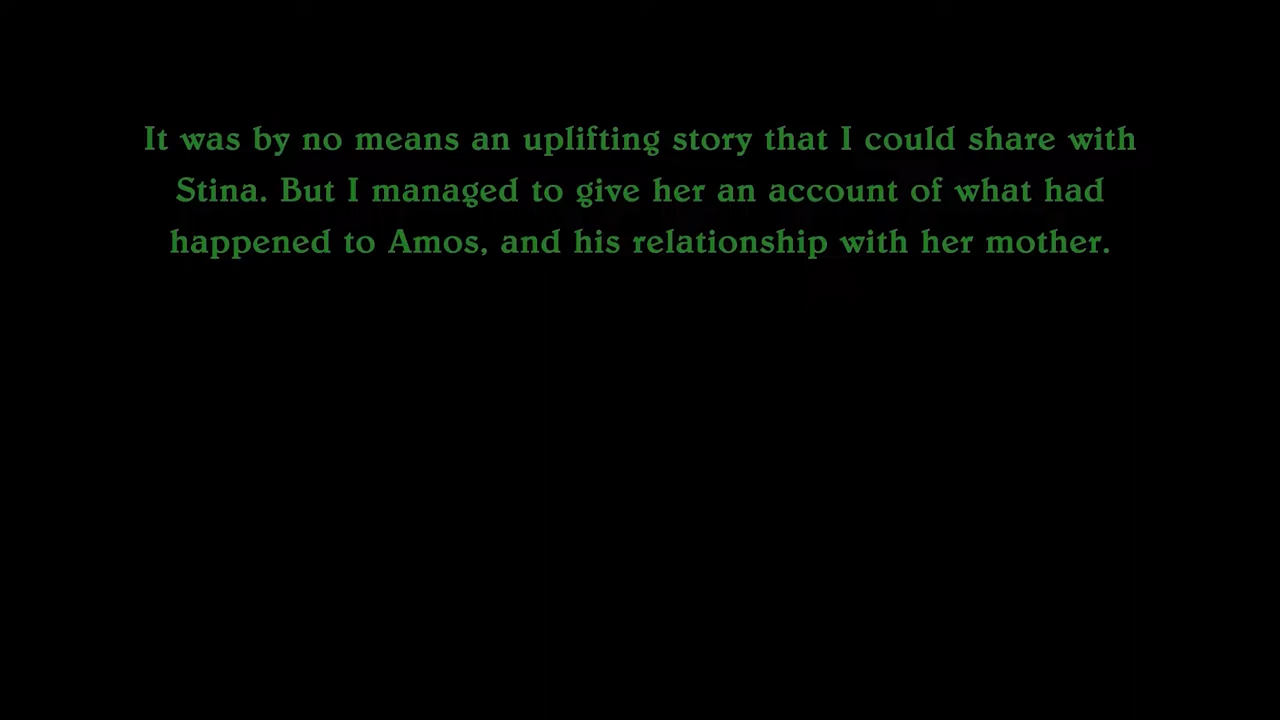 It was by no means an uplifting story that I could share with
Stina. But I managed to give her an account of what had
happened to Amos, and his relationship with her mother.